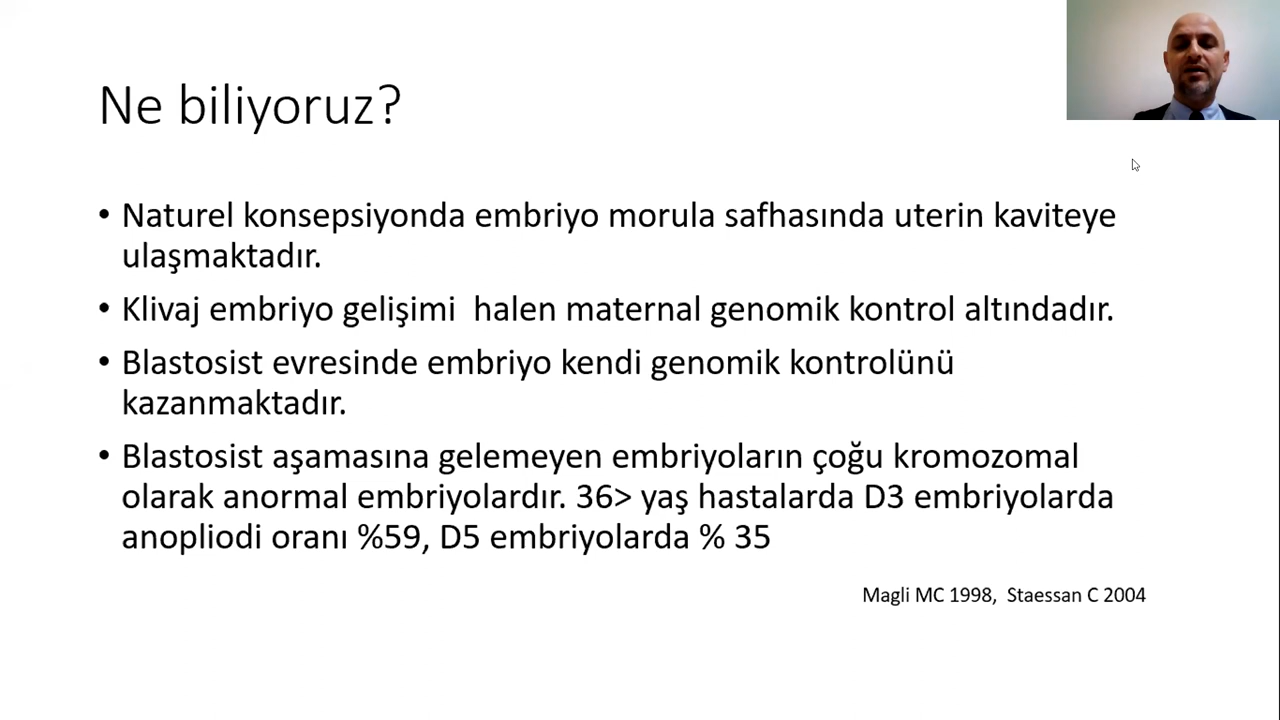 Ne biliyoruz?
• Naturel konsepsiyonda embriyo morula safhasında uterin kaviteye
ulaşmaktadır.
• Klivaj embriyo gelişimi  halen maternal genomik kontrol altındadır.
• Blastosist evresinde embriyo kendi genomik kontrolünü
kazanmaktadır.
• Blastosist aşamasına gelemeyen embriyoların çoğu kromozomal
olarak anormal embriyolardır. 36> yaş hastalarda D3 embriyolarda
anopliodi oranı %59, D5 embriyolarda % 35
Magli MC 1998,  Staessan C 2004